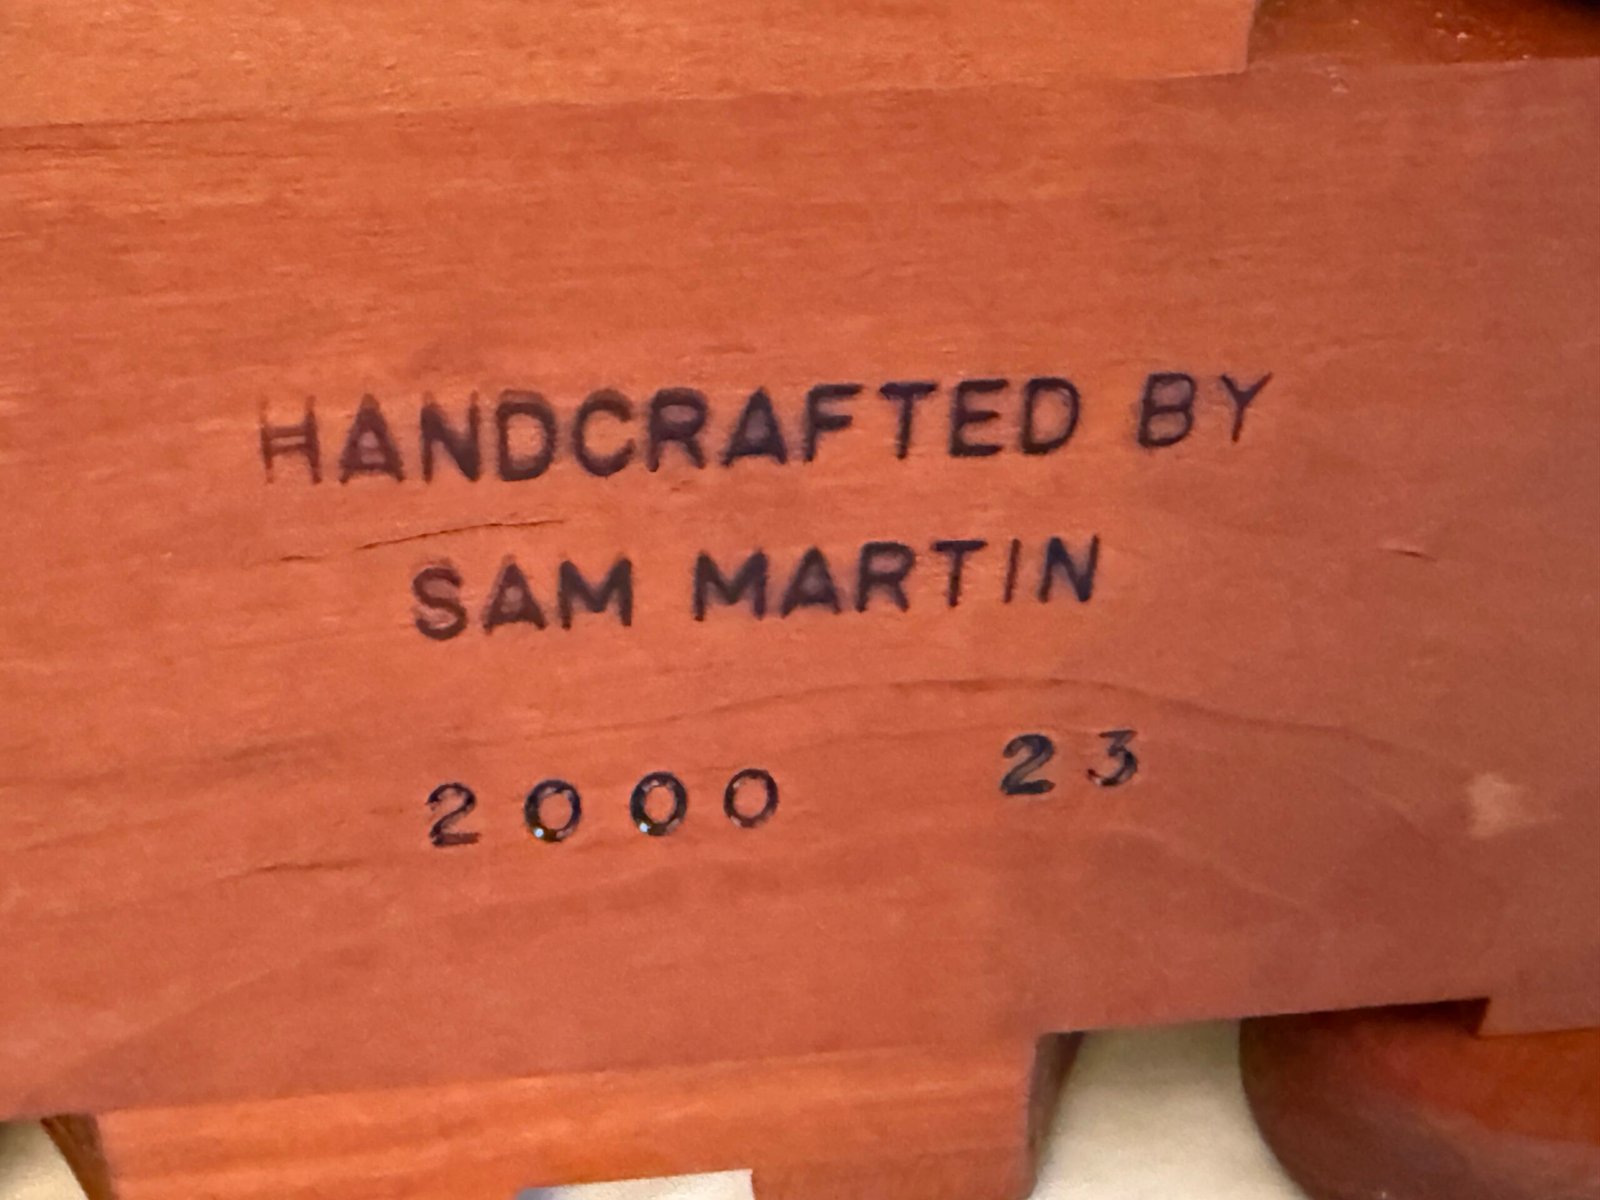 HANDCRAFTED BY
SAM MARTIN
2000 23